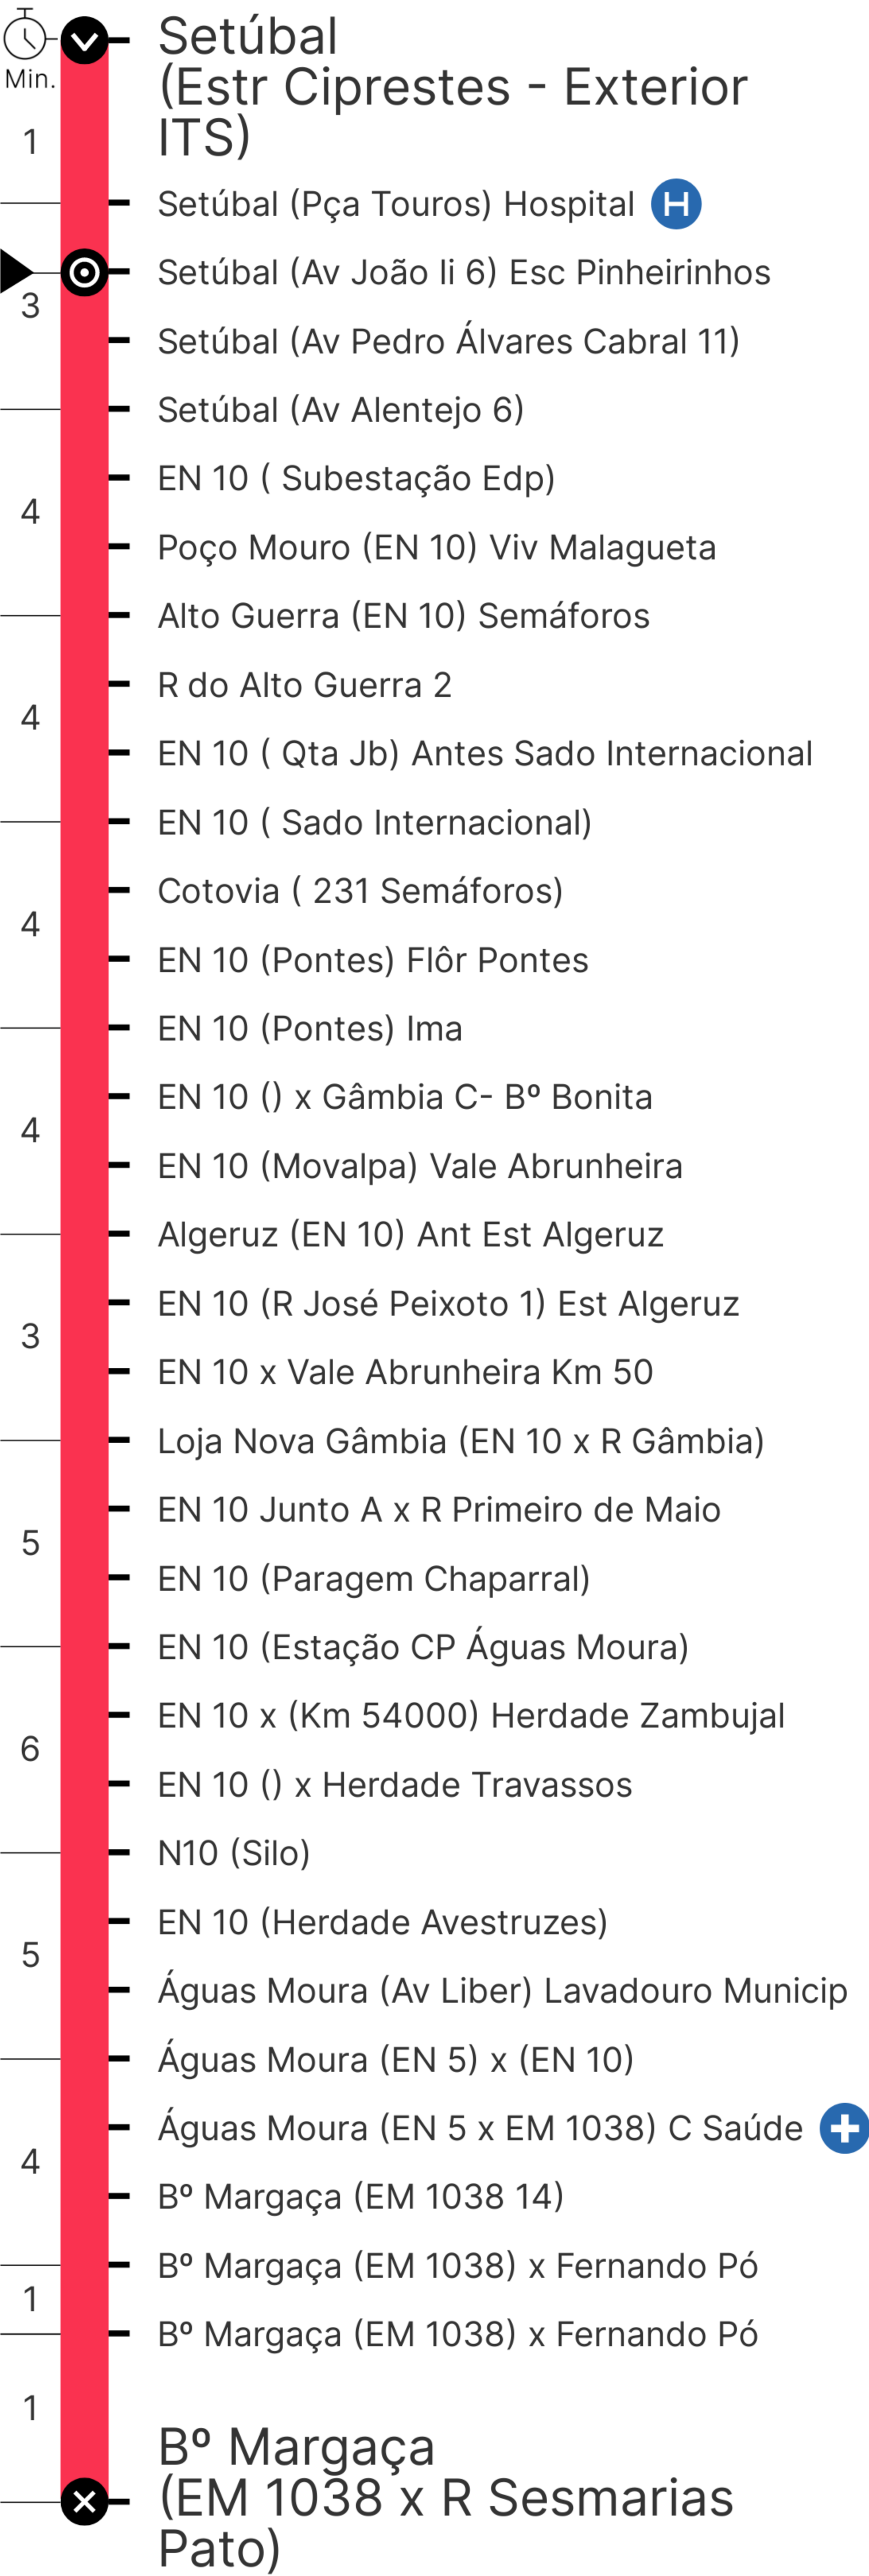 Setúbal
(Estr Ciprestes - Exterior
ITS)
Min.
1
Setúbal (Pça Touros) Hospital H
Setúbal (Av João Ii 6) Esc Pinheirinhos
3
Setúbal (Av Pedro Álvares Cabral 11)
Setúbal (Av Alentejo 6)
EN 10 ( Subestação Edp)
4
Poço Mouro (EN 10) Viv Malagueta
Alto Guerra (EN 10) Semáforos
R do Alto Guerra 2
4
EN 10 ( Qta Jb) Antes Sado Internacional
EN 10 ( Sado Internacional)
Cotovia ( 231 Semáforos)
4
EN 10 (Pontes) Flôr Pontes
EN 10 (Pontes) Ima
EN 10 () x Gâmbia C- Bº Bonita
4
EN 10 (Movalpa) Vale Abrunheira
Algeruz (EN 10) Ant Est Algeruz
EN 10 (R José Peixoto 1) Est Algeruz
3
EN 10 x Vale Abrunheira Km 50
Loja Nova Gâmbia (EN 10 x R Gâmbia)
EN 10 Junto A x R Primeiro de Maio
5
EN 10 (Paragem Chaparral)
EN 10 (Estação CP Águas Moura)
EN 10 x (Km 54000) Herdade Zambujal
6
EN 10 () x Herdade Travassos
N10 (Silo)
EN 10 (Herdade Avestruzes)
5
Águas Moura (Av Liber) Lavadouro Municip
Águas Moura (EN 5) x (EN 10)
Águas Moura (EN 5 x EM 1038) C Saúde
4
Bº Margaça (EM 1038 14)
Bº Margaça (EM 1038) x Fernando Pó
1
Bº Margaça (EM 1038) x Fernando Pó
1
Bº Margaça
(EM 1038 x R Sesmarias
Pato)